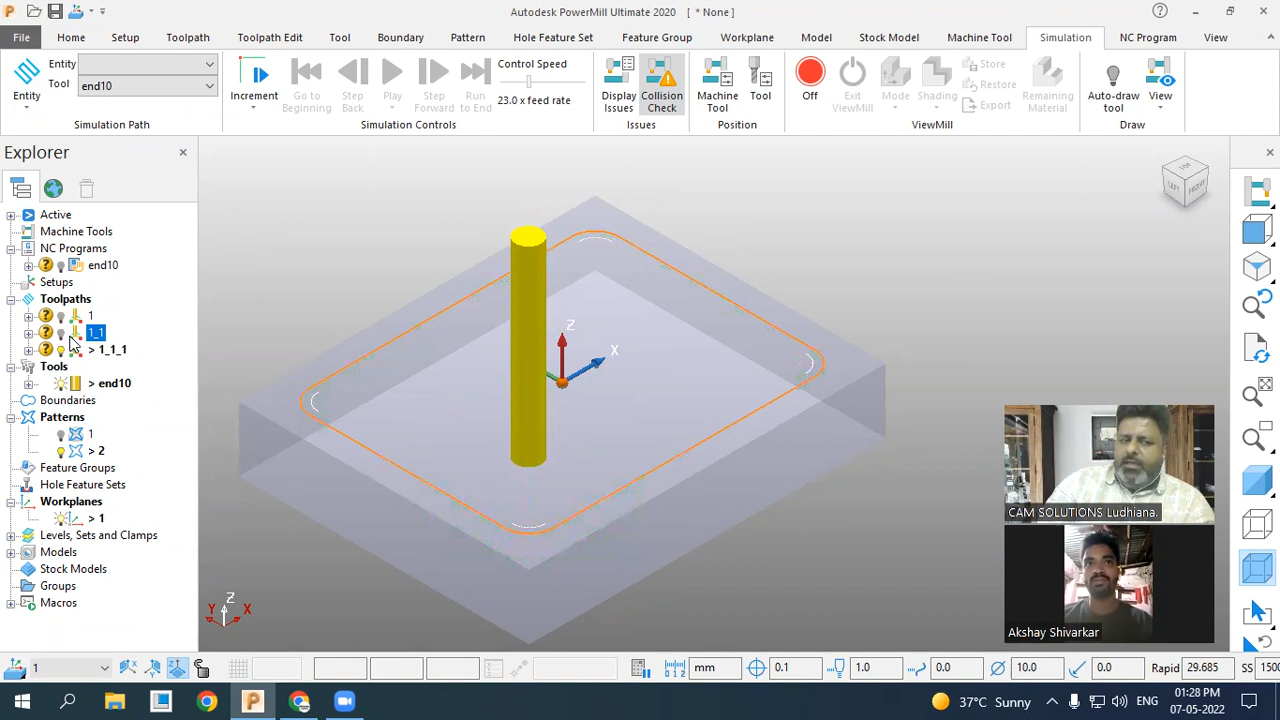 Autodesk PowerMill Ultimate 2020 [ * None ]
File Home Setup Toolpath Toolpath Edit Tool Boundary Pattern Hole Feature Set Feature Group Workplane Model Stock Model Machine Tool Simulation NC Program View
Entity
Entity
Tool
end10
Simulation Path
Increment
Go to Beginning
Step Back
Play
Step Forward
Run to End
Control Speed
23.0 x feed rate
Simulation Controls
Display Issues
Collision Check
Issues
Machine Tool
Tool
Position
Off
Exit ViewMill
Mode
Shading
Store
Restore
Export
Remaining Material
ViewMill
Auto-draw tool
View
Draw
Explorer
Active
Machine Tools
NC Programs
end10
Setups
Toolpaths
1
1_1
> 1_1_1
Tools
> end10
Boundaries
Patterns
1
> 2
Feature Groups
Hole Feature Sets
Workplanes
> 1
Levels, Sets and Clamps
Models
Stock Models
Groups
Macros
TOP
LEFT
FRONT
Z
X
Z
Y
X
CAM SOLUTIONS Ludhiana.
Akshay Shivarkar
1
mm
0.1
1.0
0.0
10.0
0.0
Rapid 29.685 SS 1500
37°C Sunny
ENG
01:28 PM
07-05-2022